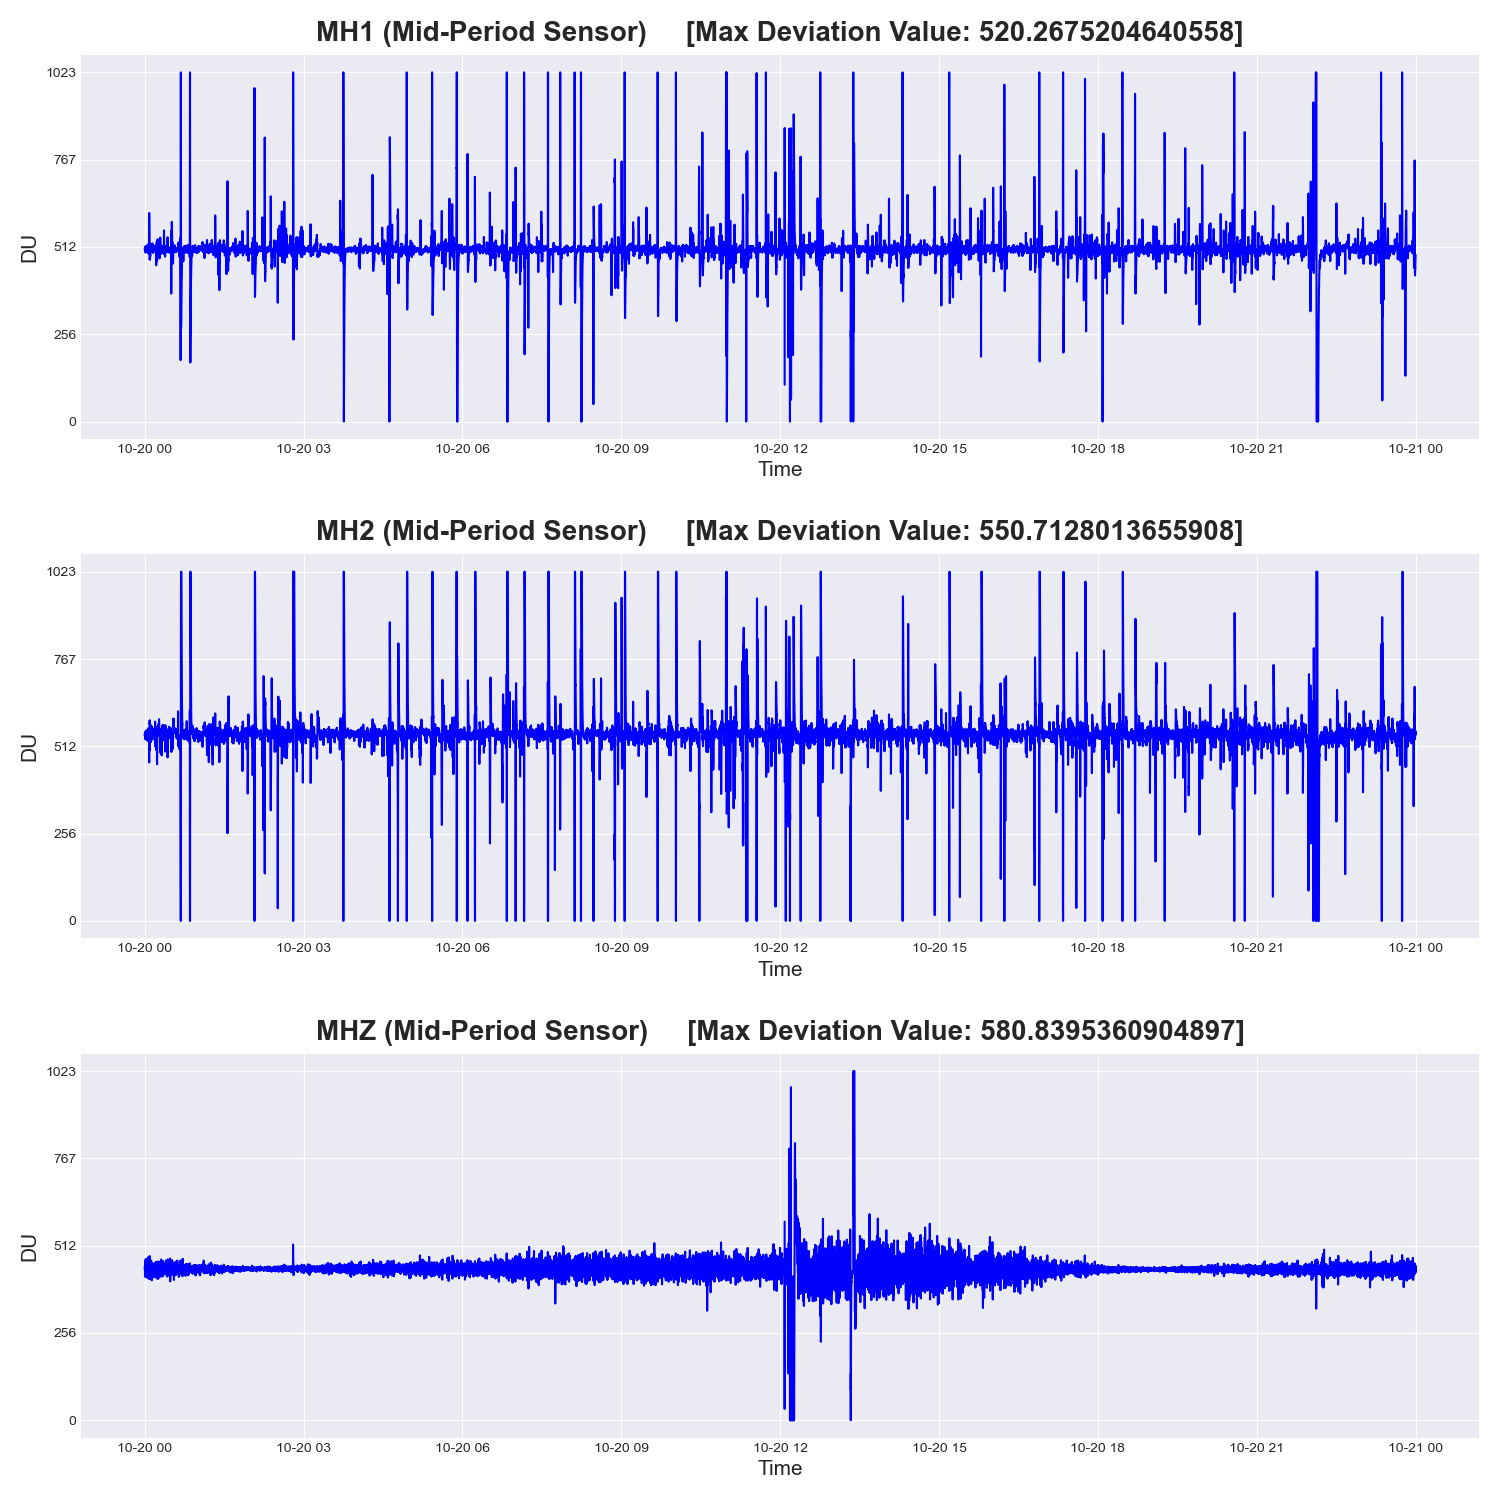 MH1 (Mid-Period Sensor) [Max Deviation Value: 520.2675204640558]
DU
1023
767
512
256
0
10-20 00 10-20 03 10-20 06 10-20 09 10-20 12 10-20 15 10-20 18 10-20 21 10-21 00
Time
MH2 (Mid-Period Sensor) [Max Deviation Value: 550.7128013655908]
DU
1023
767
512
256
0
10-20 00 10-20 03 10-20 06 10-20 09 10-20 12 10-20 15 10-20 18 10-20 21 10-21 00
Time
MHZ (Mid-Period Sensor) [Max Deviation Value: 580.8395360904897]
DU
1023
767
512
256
0
10-20 00 10-20 03 10-20 06 10-20 09 10-20 12 10-20 15 10-20 18 10-20 21 10-21 00
Time